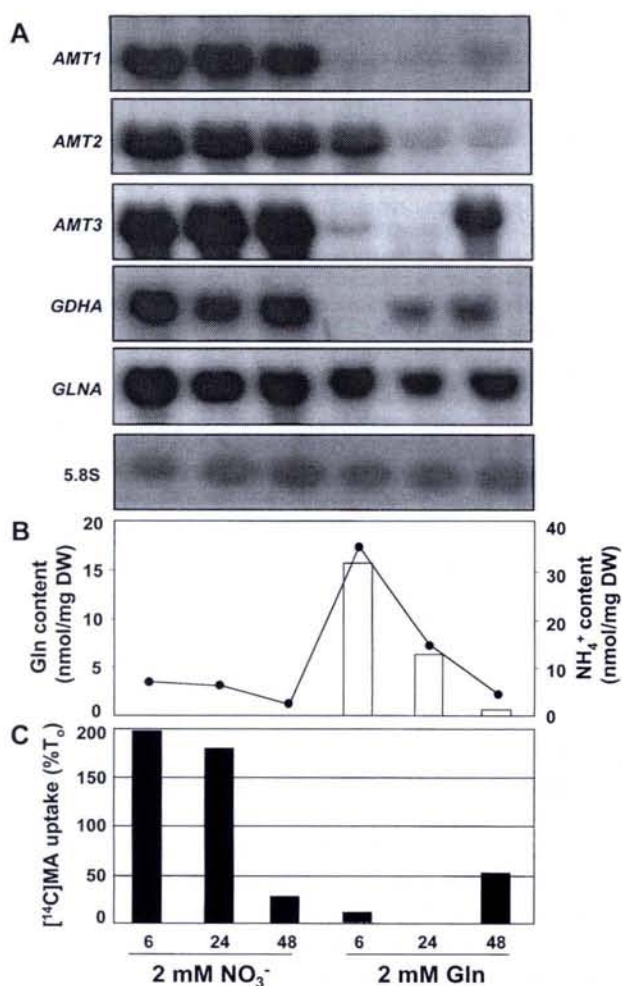 A
AMT1
AMT2
AMT3
GDHA
GLNA
5.8S
B
20
15
10
5
0
Gln content
(nmol/mg DW)
40
30
20
10
0
NH₄⁺ content
(nmol/mg DW)
C
200
150
100
50
0
[¹⁴C]MA uptake (%Tₒ)
6 24 48 6 24 48
2 mM NO₃⁻ 2 mM Gln